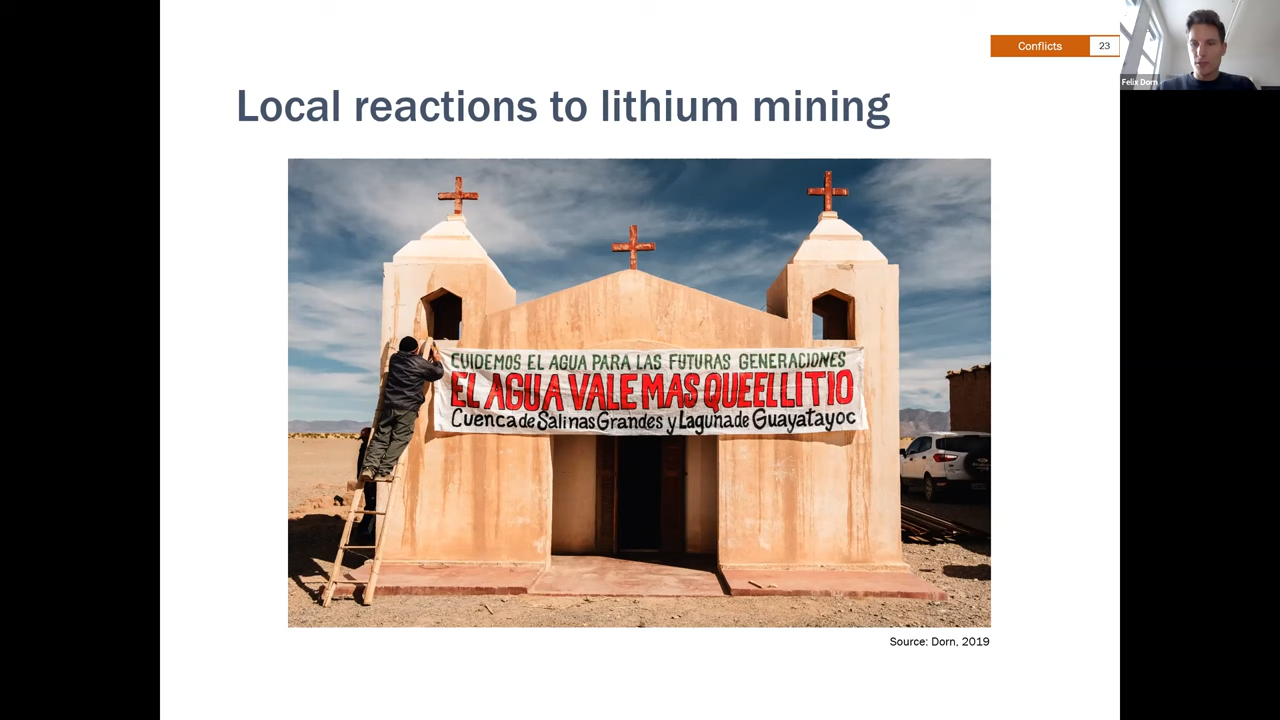 Conflicts 23
Felix Dorn
Local reactions to lithium mining
CUIDEMOS EL AGUA PARA LAS FUTURAS GENERACIONES
EL AGUA VALE MAS QUE EL LITIO
Cuenca de Salinas Grandes y Laguna de Guayatayoc
Source: Dorn, 2019